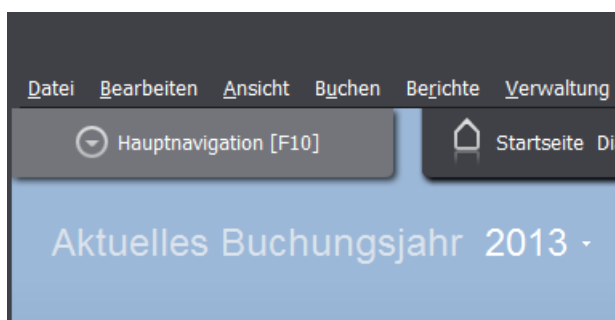 Datei Bearbeiten Ansicht Buchen Berichte Verwaltung
Hauptnavigation [F10] Startseite
Aktuelles Buchungsjahr 2013